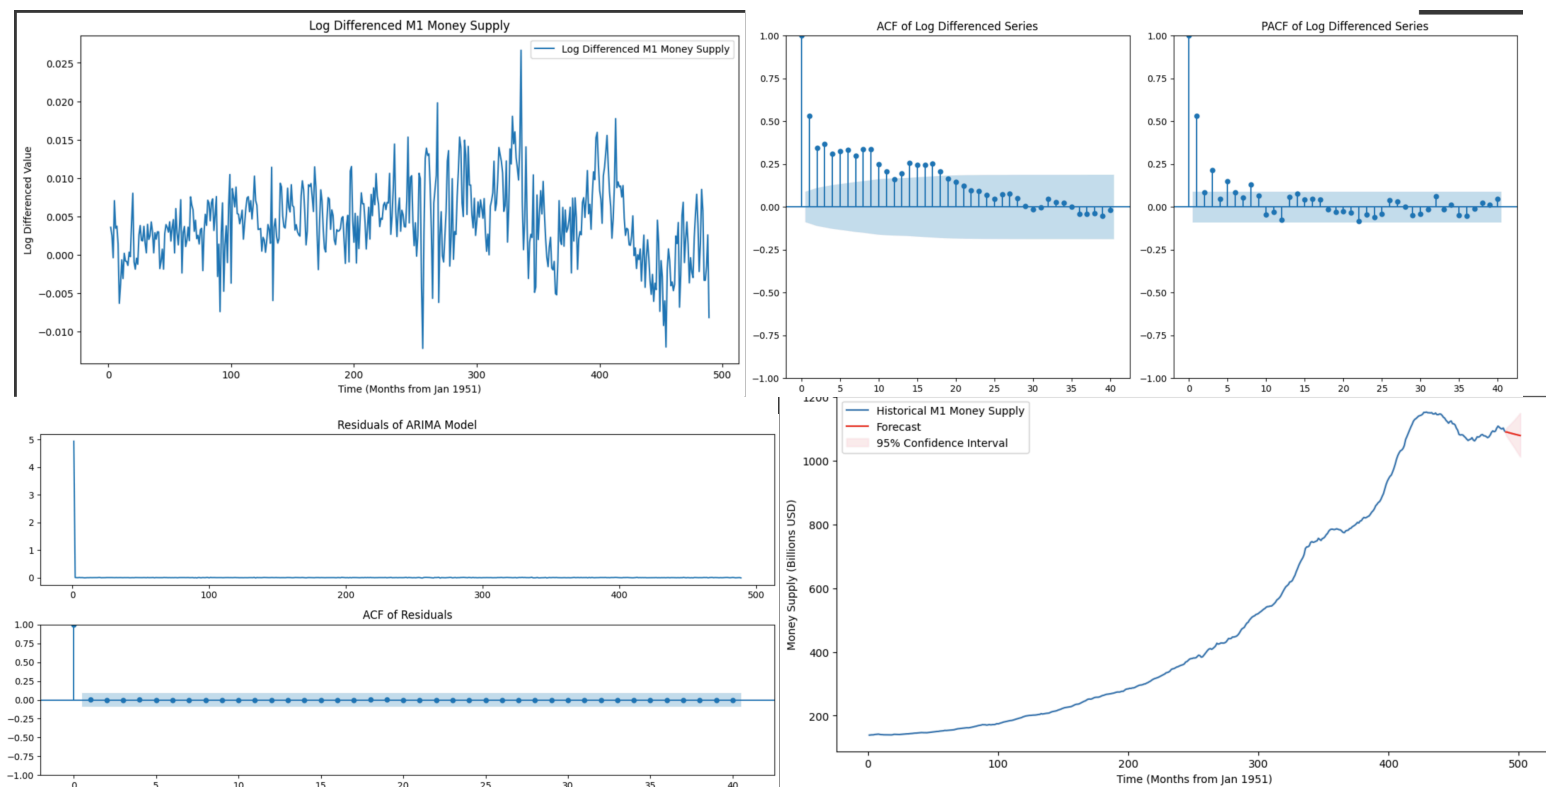 Log Differenced M1 Money Supply
Log Differenced M1 Money Supply
0.025
0.020
0.015
0.010
0.005
0.000
−0.005
−0.010
Log Differenced Value
0 100 200 300 400 500
Time (Months from Jan 1951)
ACF of Log Differenced Series
1.00
0.75
0.50
0.25
0.00
−0.25
−0.50
−0.75
−1.00
0 5 10 15 20 25 30 35 40
PACF of Log Differenced Series
1.00
0.75
0.50
0.25
0.00
−0.25
−0.50
−0.75
−1.00
0 5 10 15 20 25 30 35 40
Residuals of ARIMA Model
5
4
3
2
1
0
0 100 200 300 400 500
ACF of Residuals
1.00
0.75
0.50
0.25
0.00
−0.25
−0.50
−0.75
−1.00
0 5 10 15 20 25 30 35 40
Historical M1 Money Supply
Forecast
95% Confidence Interval
1200
1000
800
600
400
200
Money Supply (Billions USD)
0 100 200 300 400 500
Time (Months from Jan 1951)